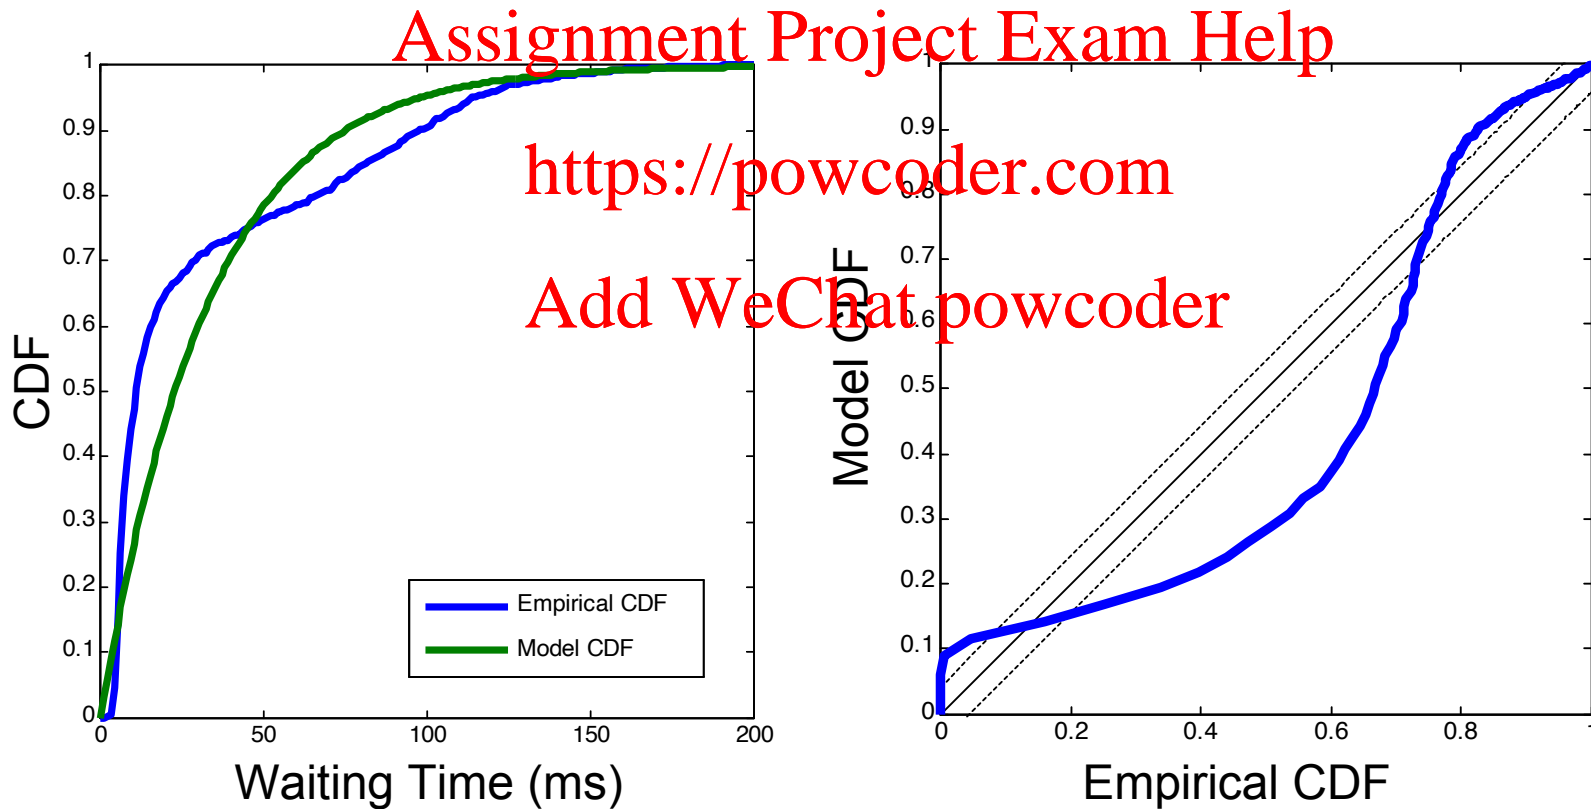 Assignment Project Exam Help
https://powcoder.com
Add WeChat powcoder
1
0.9
0.8
0.7
0.6
0.5
0.4
0.3
0.2
0.1
0
CDF
Empirical CDF
Model CDF
0 50 100 150 200
Waiting Time (ms)
0.9
0.8
0.7
0.6
0.5
0.4
0.3
0.2
0.1
0
Model CDF
0 0.2 0.4 0.6 0.8 1
Empirical CDF